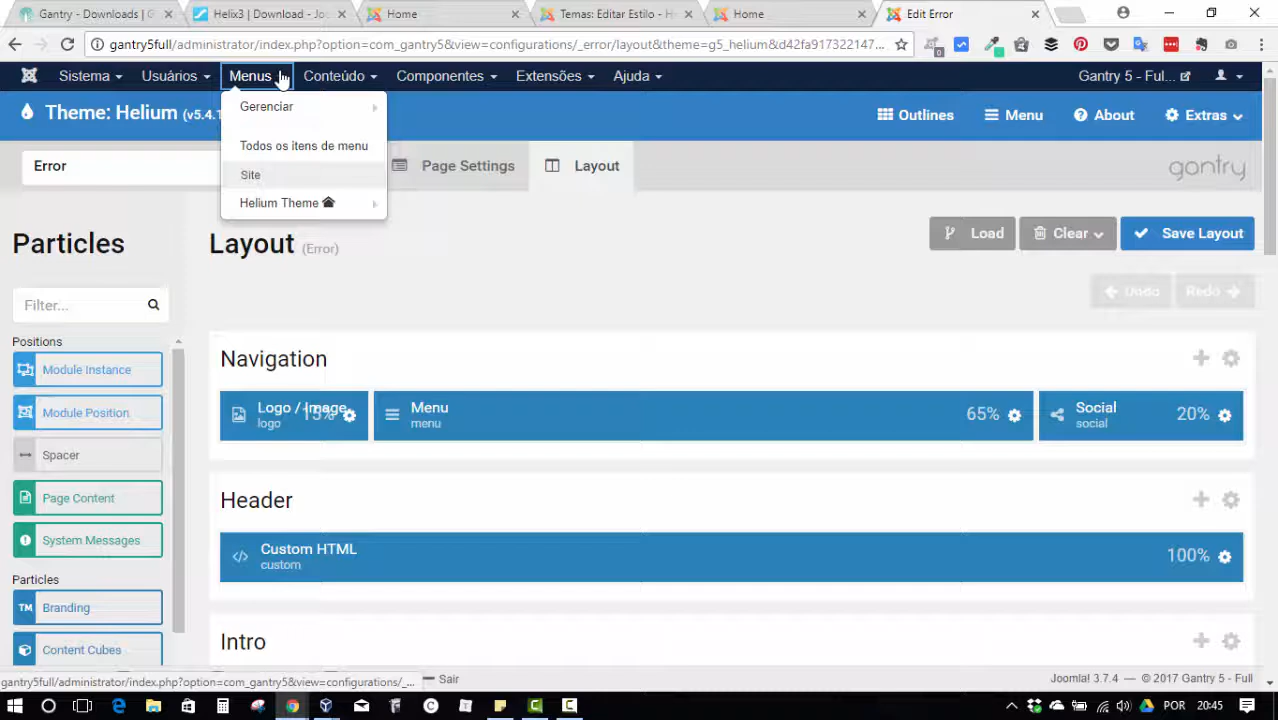 Gantry - Downloads | G
Helix3 | Download - Jo
Home
Temas: Editar Estilo - H
Home
Edit Error
gantry5full/administrator/index.php?option=com_gantry5&view=configurations/_error/layout&theme=g5_helium&d42fa917322147...
Sistema
Usuários
Menus
Conteúdo
Componentes
Extensões
Ajuda
Gantry 5 - Ful...
Theme: Helium (v5.4.1
Outlines
Menu
About
Extras
Gerenciar
Todos os itens de menu
Site
Helium Theme
Error
Page Settings
Layout
gantry
Particles
Layout (Error)
Load
Clear
Save Layout
Undo
Redo
Filter...
Positions
Module Instance
Module Position
Spacer
Page Content
System Messages
Particles
TM Branding
Content Cubes
Navigation
Logo / Image
logo
15%
Menu
menu
65%
Social
social
20%
Header
Custom HTML
custom
100%
Intro
gantry5full/administrator/index.php?option=com_gantry5&view=configurations/_...
Sair
Joomla! 3.7.4 — © 2017 Gantry 5 - Full
POR
20:45